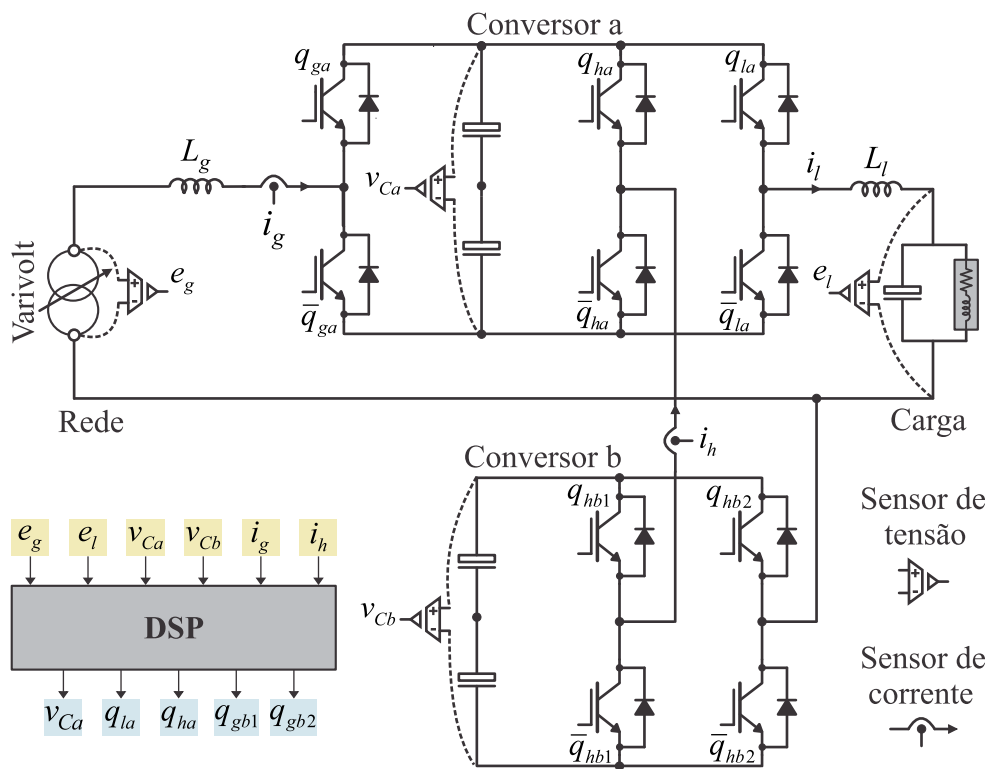 Conversor a
q_ga
q_ha
q_la
L_g
v_Ca
i_l
L_l
i_g
Varivolt
e_g
e_l
q̅_ga
q̅_ha
q̅_la
Rede
Carga
i_h
Conversor b
q_hb1
q_hb2
Sensor de
tensão
e_g e_l v_Ca v_Cb i_g i_h
v_Cb
DSP
Sensor de
corrente
v_Ca q_la q_ha q_gb1 q_gb2
q̅_hb1
q̅_hb2